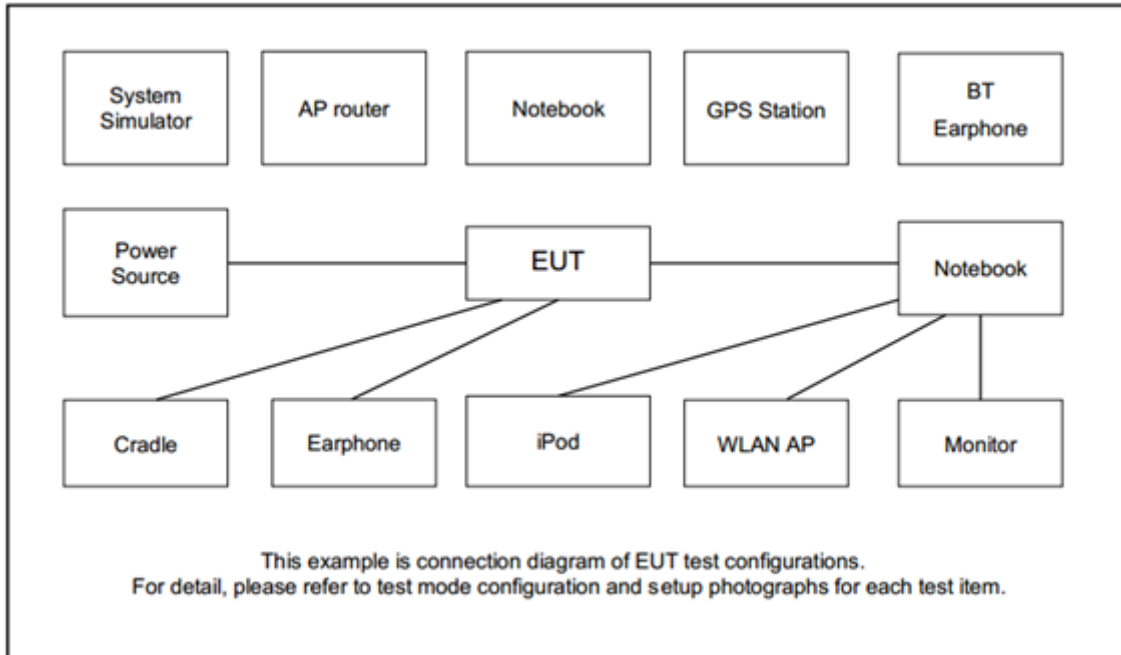 System
Simulator
AP router
Notebook
GPS Station
BT
Earphone
Power
Source
EUT
Notebook
Cradle
Earphone
iPod
WLAN AP
Monitor
This example is connection diagram of EUT test configurations.
For detail, please refer to test mode configuration and setup photographs for each test item.